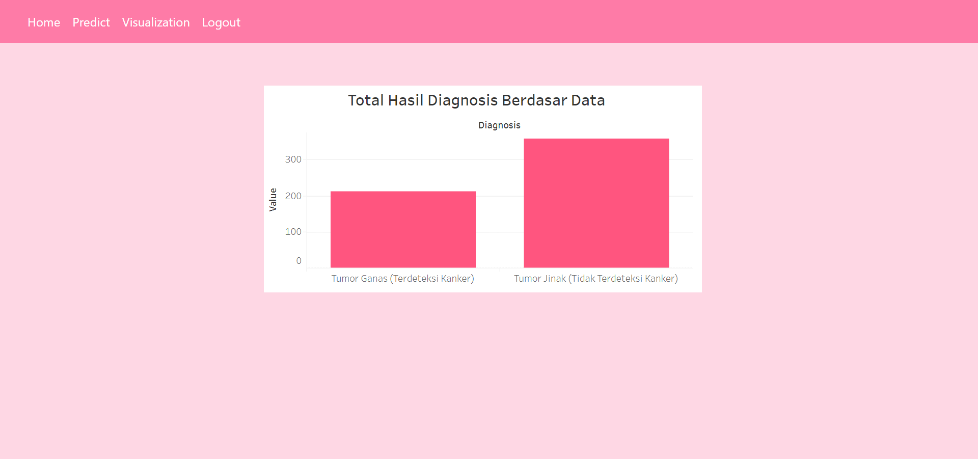 Home Predict Visualization Logout
Total Hasil Diagnosis Berdasar Data
Diagnosis
300
200
100
0
Value
Tumor Ganas (Terdeteksi Kanker) Tumor Jinak (Tidak Terdeteksi Kanker)